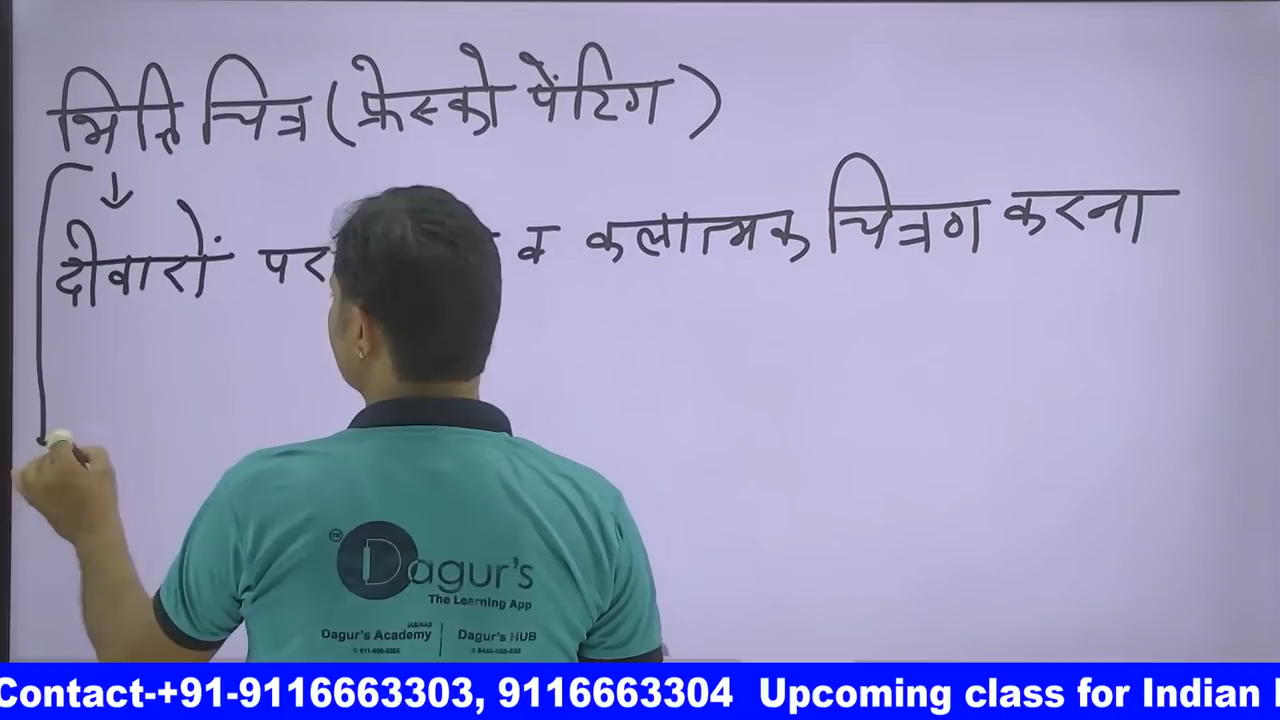 भित्ति चित्र (फ्रेस्को पेंटिग)
दीवारों पर व कलात्मक चित्रण करना
Dagur's
The Learning App
Dagur's Academy
Dagur's HUB
Contact-+91-9116663303, 9116663304 Upcoming class for Indian